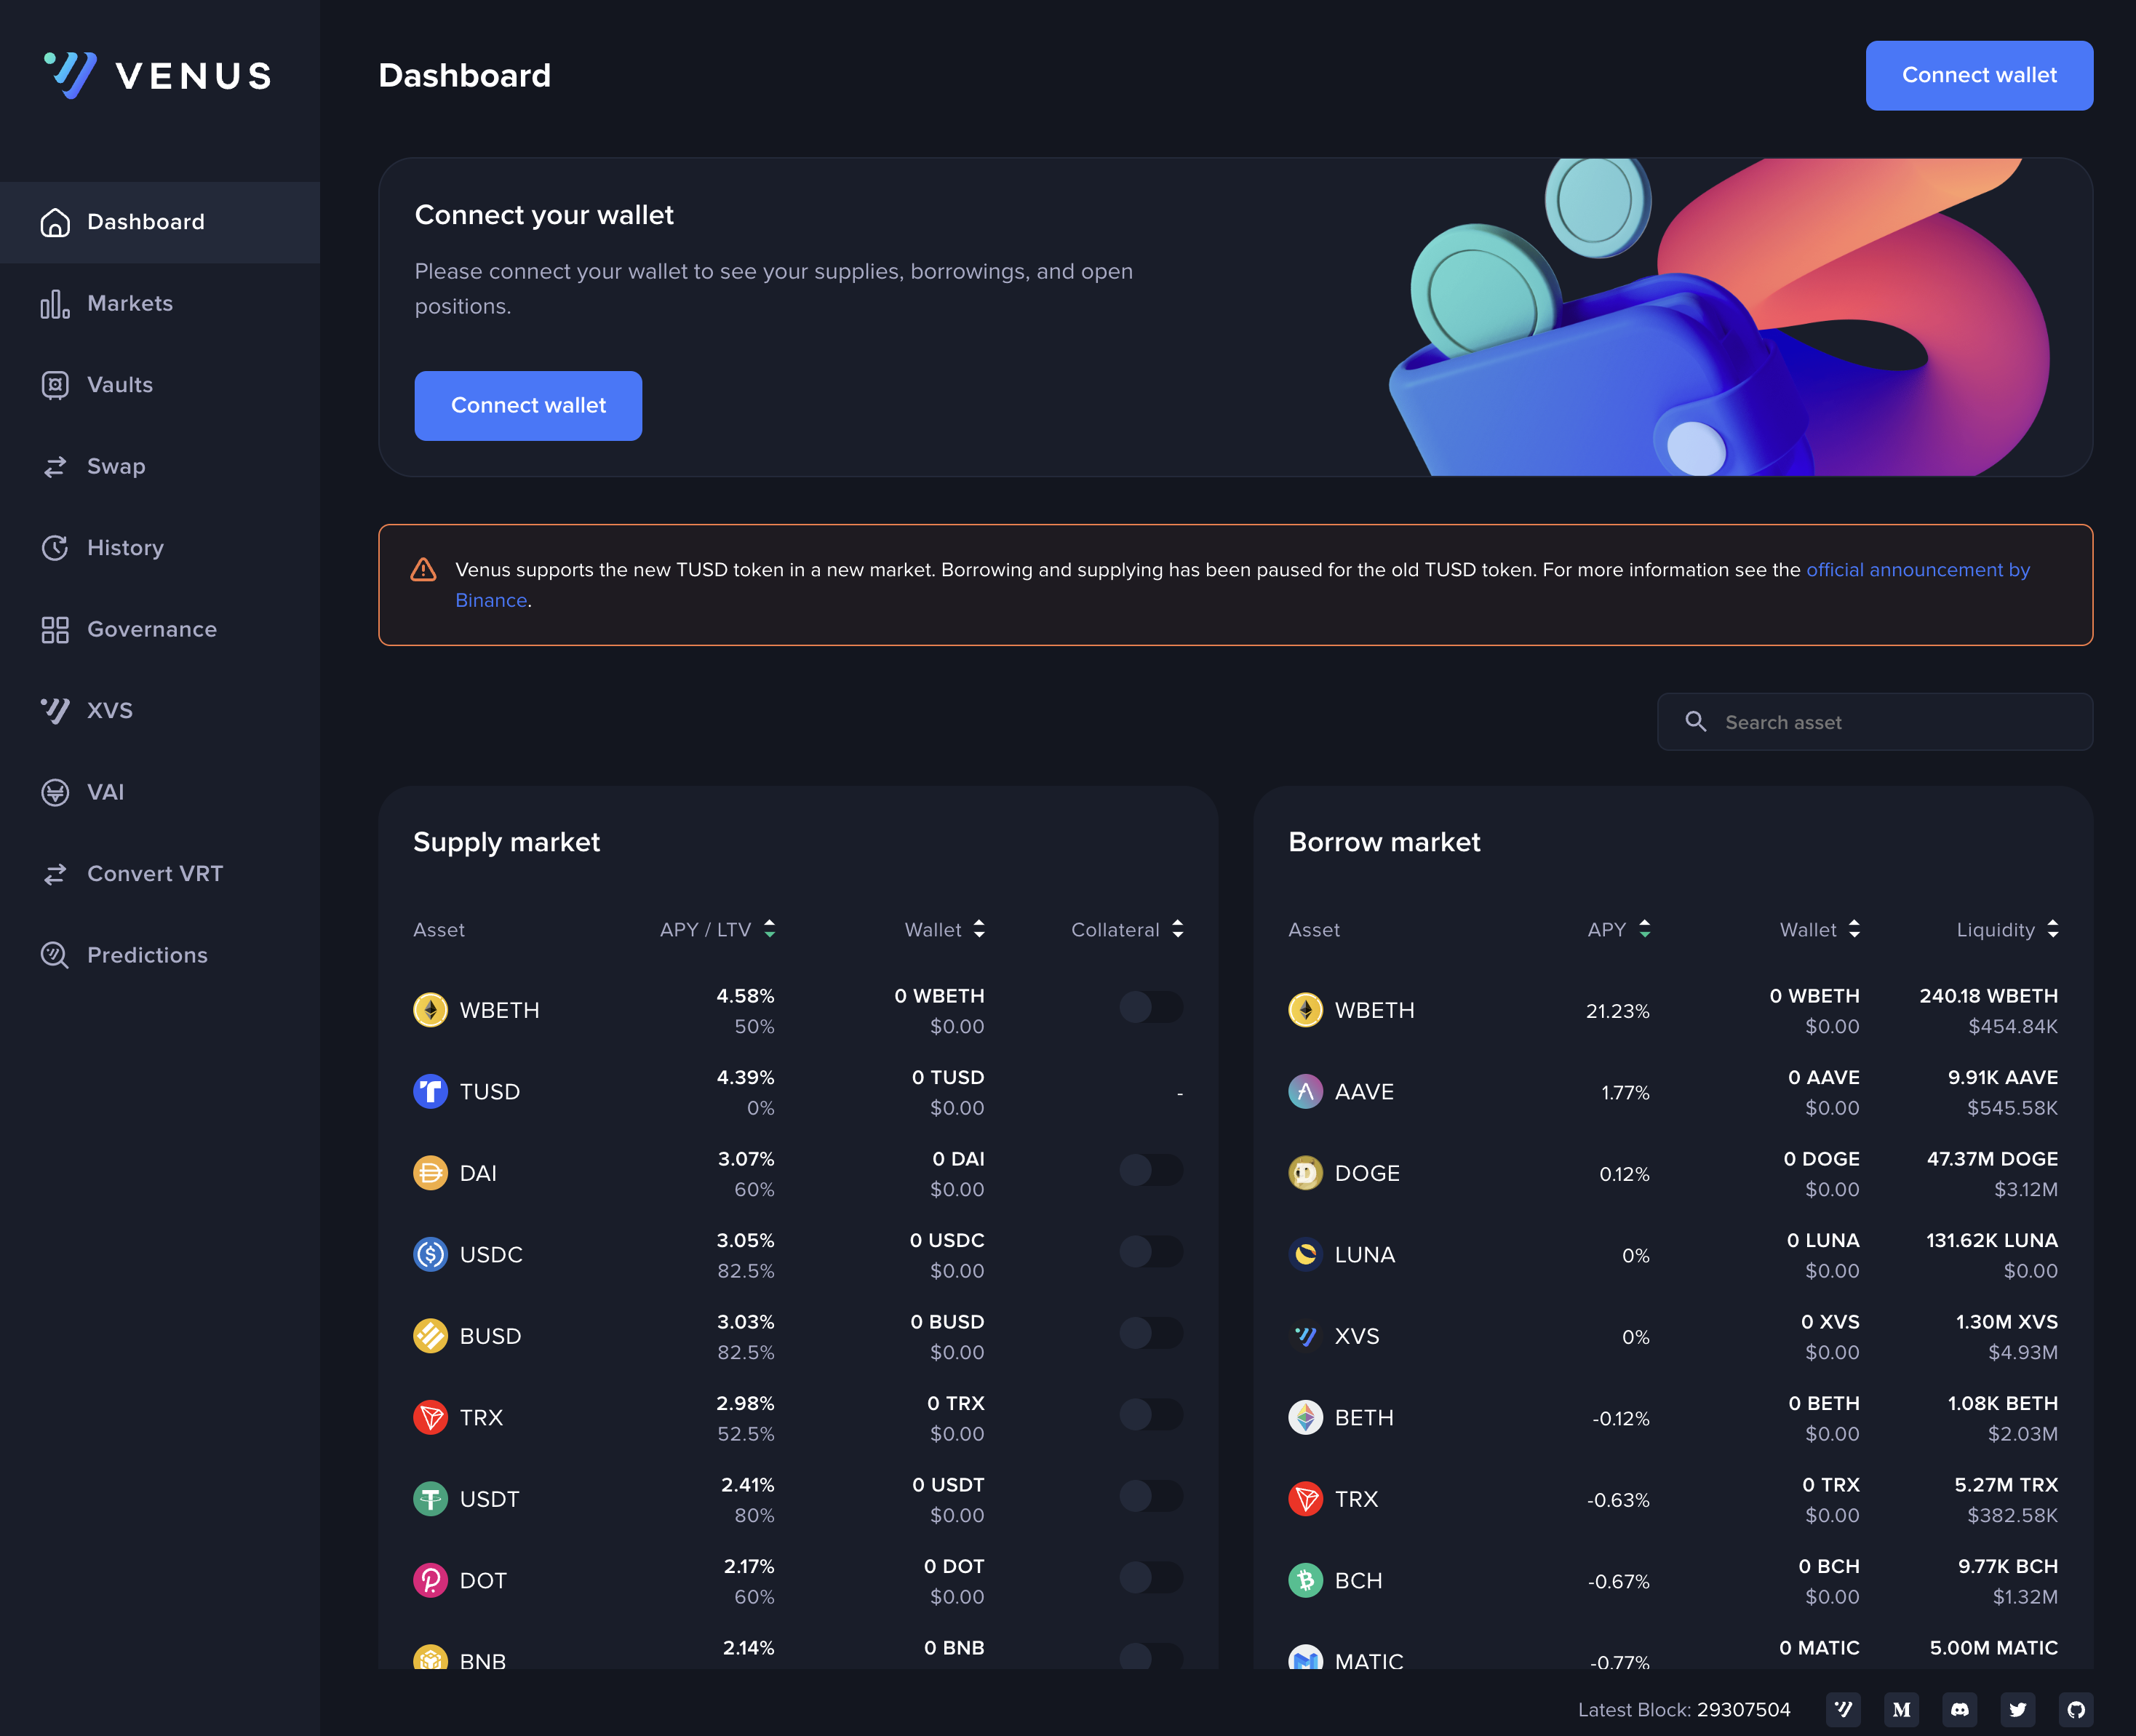 VENUS
Dashboard
Connect wallet
Dashboard
Markets
Vaults
Swap
History
Governance
XVS
VAI
Convert VRT
Predictions
Connect your wallet
Please connect your wallet to see your supplies, borrowings, and open
positions.
Connect wallet
Venus supports the new TUSD token in a new market. Borrowing and supplying has been paused for the old TUSD token. For more information see the official announcement by
Binance.
Search asset
Supply market
Asset APY / LTV Wallet Collateral
WBETH 4.58% 0 WBETH
50% $0.00
TUSD 4.39% 0 TUSD -
0% $0.00
DAI 3.07% 0 DAI
60% $0.00
USDC 3.05% 0 USDC
82.5% $0.00
BUSD 3.03% 0 BUSD
82.5% $0.00
TRX 2.98% 0 TRX
52.5% $0.00
USDT 2.41% 0 USDT
80% $0.00
DOT 2.17% 0 DOT
60% $0.00
BNB 2.14% 0 BNB
Borrow market
Asset APY Wallet Liquidity
WBETH 21.23% 0 WBETH 240.18 WBETH
$0.00 $454.84K
AAVE 1.77% 0 AAVE 9.91K AAVE
$0.00 $545.58K
DOGE 0.12% 0 DOGE 47.37M DOGE
$0.00 $3.12M
LUNA 0% 0 LUNA 131.62K LUNA
$0.00 $0.00
XVS 0% 0 XVS 1.30M XVS
$0.00 $4.93M
BETH -0.12% 0 BETH 1.08K BETH
$0.00 $2.03M
TRX -0.63% 0 TRX 5.27M TRX
$0.00 $382.58K
BCH -0.67% 0 BCH 9.77K BCH
$0.00 $1.32M
MATIC -0.77% 0 MATIC 5.00M MATIC
Latest Block: 29307504